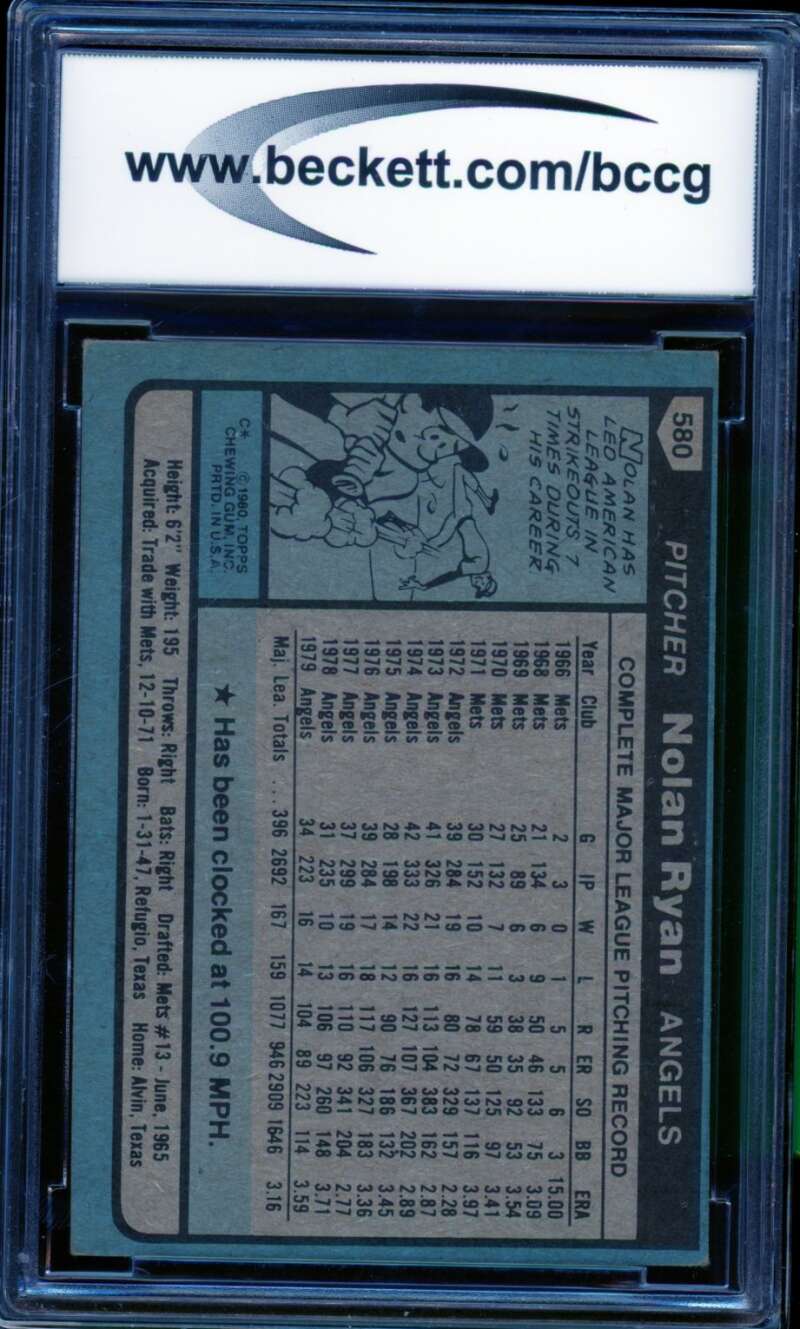 www.beckett.com/bccg
580 PITCHER Nolan Ryan ANGELS
NOLAN HAS
LED AMERICAN
LEAGUE IN
STRIKEOUTS 7
TIMES DURING
HIS CAREER
C* © 1980 TOPPS
CHEWING GUM, INC.
PRTD. IN U.S.A.
COMPLETE MAJOR LEAGUE PITCHING RECORD
Year Club G IP W L R ER SO BB ERA
1966 Mets 2 3 0 1 5 5 6 3 15.00
1968 Mets 21 134 6 9 50 46 133 75 3.09
1969 Mets 25 89 6 3 38 35 92 53 3.54
1970 Mets 27 132 7 11 59 50 125 97 3.41
1971 Mets 30 152 10 14 78 67 137 116 3.97
1972 Angels 39 284 19 16 80 72 329 157 2.28
1973 Angels 41 326 21 16 113 104 383 162 2.87
1974 Angels 42 333 22 16 127 107 367 202 2.89
1975 Angels 28 198 14 12 90 76 186 132 3.45
1976 Angels 39 284 17 18 117 106 327 183 3.36
1977 Angels 37 299 19 16 110 92 341 204 2.77
1978 Angels 31 235 10 13 106 97 260 148 3.71
1979 Angels 34 223 16 14 104 89 223 114 3.59
Maj. Lea. Totals ... 396 2692 167 159 1077 946 2909 1646 3.16
★ Has been clocked at 100.9 MPH.
Height: 6'2" Weight: 195 Throws: Right Bats: Right Drafted: Mets #13 - June, 1965
Acquired: Trade with Mets, 12-10-71 Born: 1-31-47, Refugio, Texas Home: Alvin, Texas